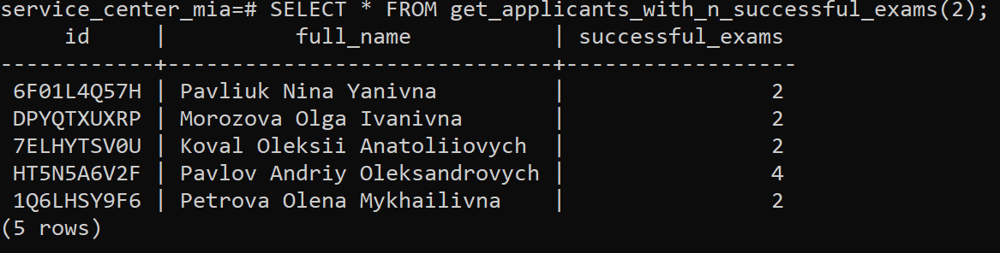 service_center_mia=# SELECT * FROM get_applicants_with_n_successful_exams(2);
     id     |          full_name           | successful_exams
------------+------------------------------+------------------
 6F01L4Q57H | Pavliuk Nina Yanivna         |                2
 DPYQTXUXRP | Morozova Olga Ivanivna       |                2
 7ELHYTSV0U | Koval Oleksii Anatoliiovych  |                2
 HT5N5A6V2F | Pavlov Andriy Oleksandrovych |                4
 1Q6LHSY9F6 | Petrova Olena Mykhailivna    |                2
(5 rows)